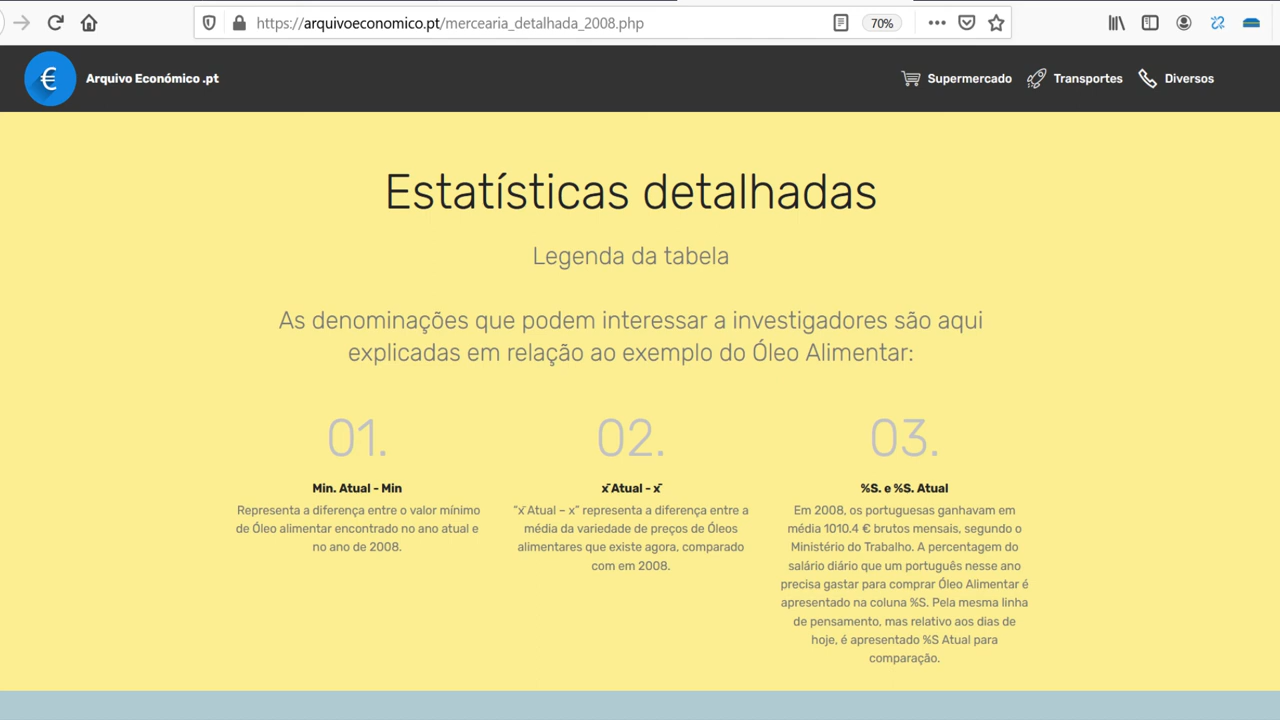 https://arquivoeconomico.pt/mercearia_detalhada_2008.php
70%
Arquivo Económico .pt
Supermercado
Transportes
Diversos
Estatísticas detalhadas
Legenda da tabela
As denominações que podem interessar a investigadores são aqui
explicadas em relação ao exemplo do Óleo Alimentar:
01.
Min. Atual - Min
Representa a diferença entre o valor mínimo
de Óleo alimentar encontrado no ano atual e
no ano de 2008.
02.
x̄ Atual - x̄
“x̄ Atual – x” representa a diferença entre a
média da variedade de preços de Óleos
alimentares que existe agora, comparado
com em 2008.
03.
%S. e %S. Atual
Em 2008, os portuguesas ganhavam em
média 1010.4 € brutos mensais, segundo o
Ministério do Trabalho. A percentagem do
salário diário que um português nesse ano
precisa gastar para comprar Óleo Alimentar é
apresentado na coluna %S. Pela mesma linha
de pensamento, mas relativo aos dias de
hoje, é apresentado %S Atual para
comparação.